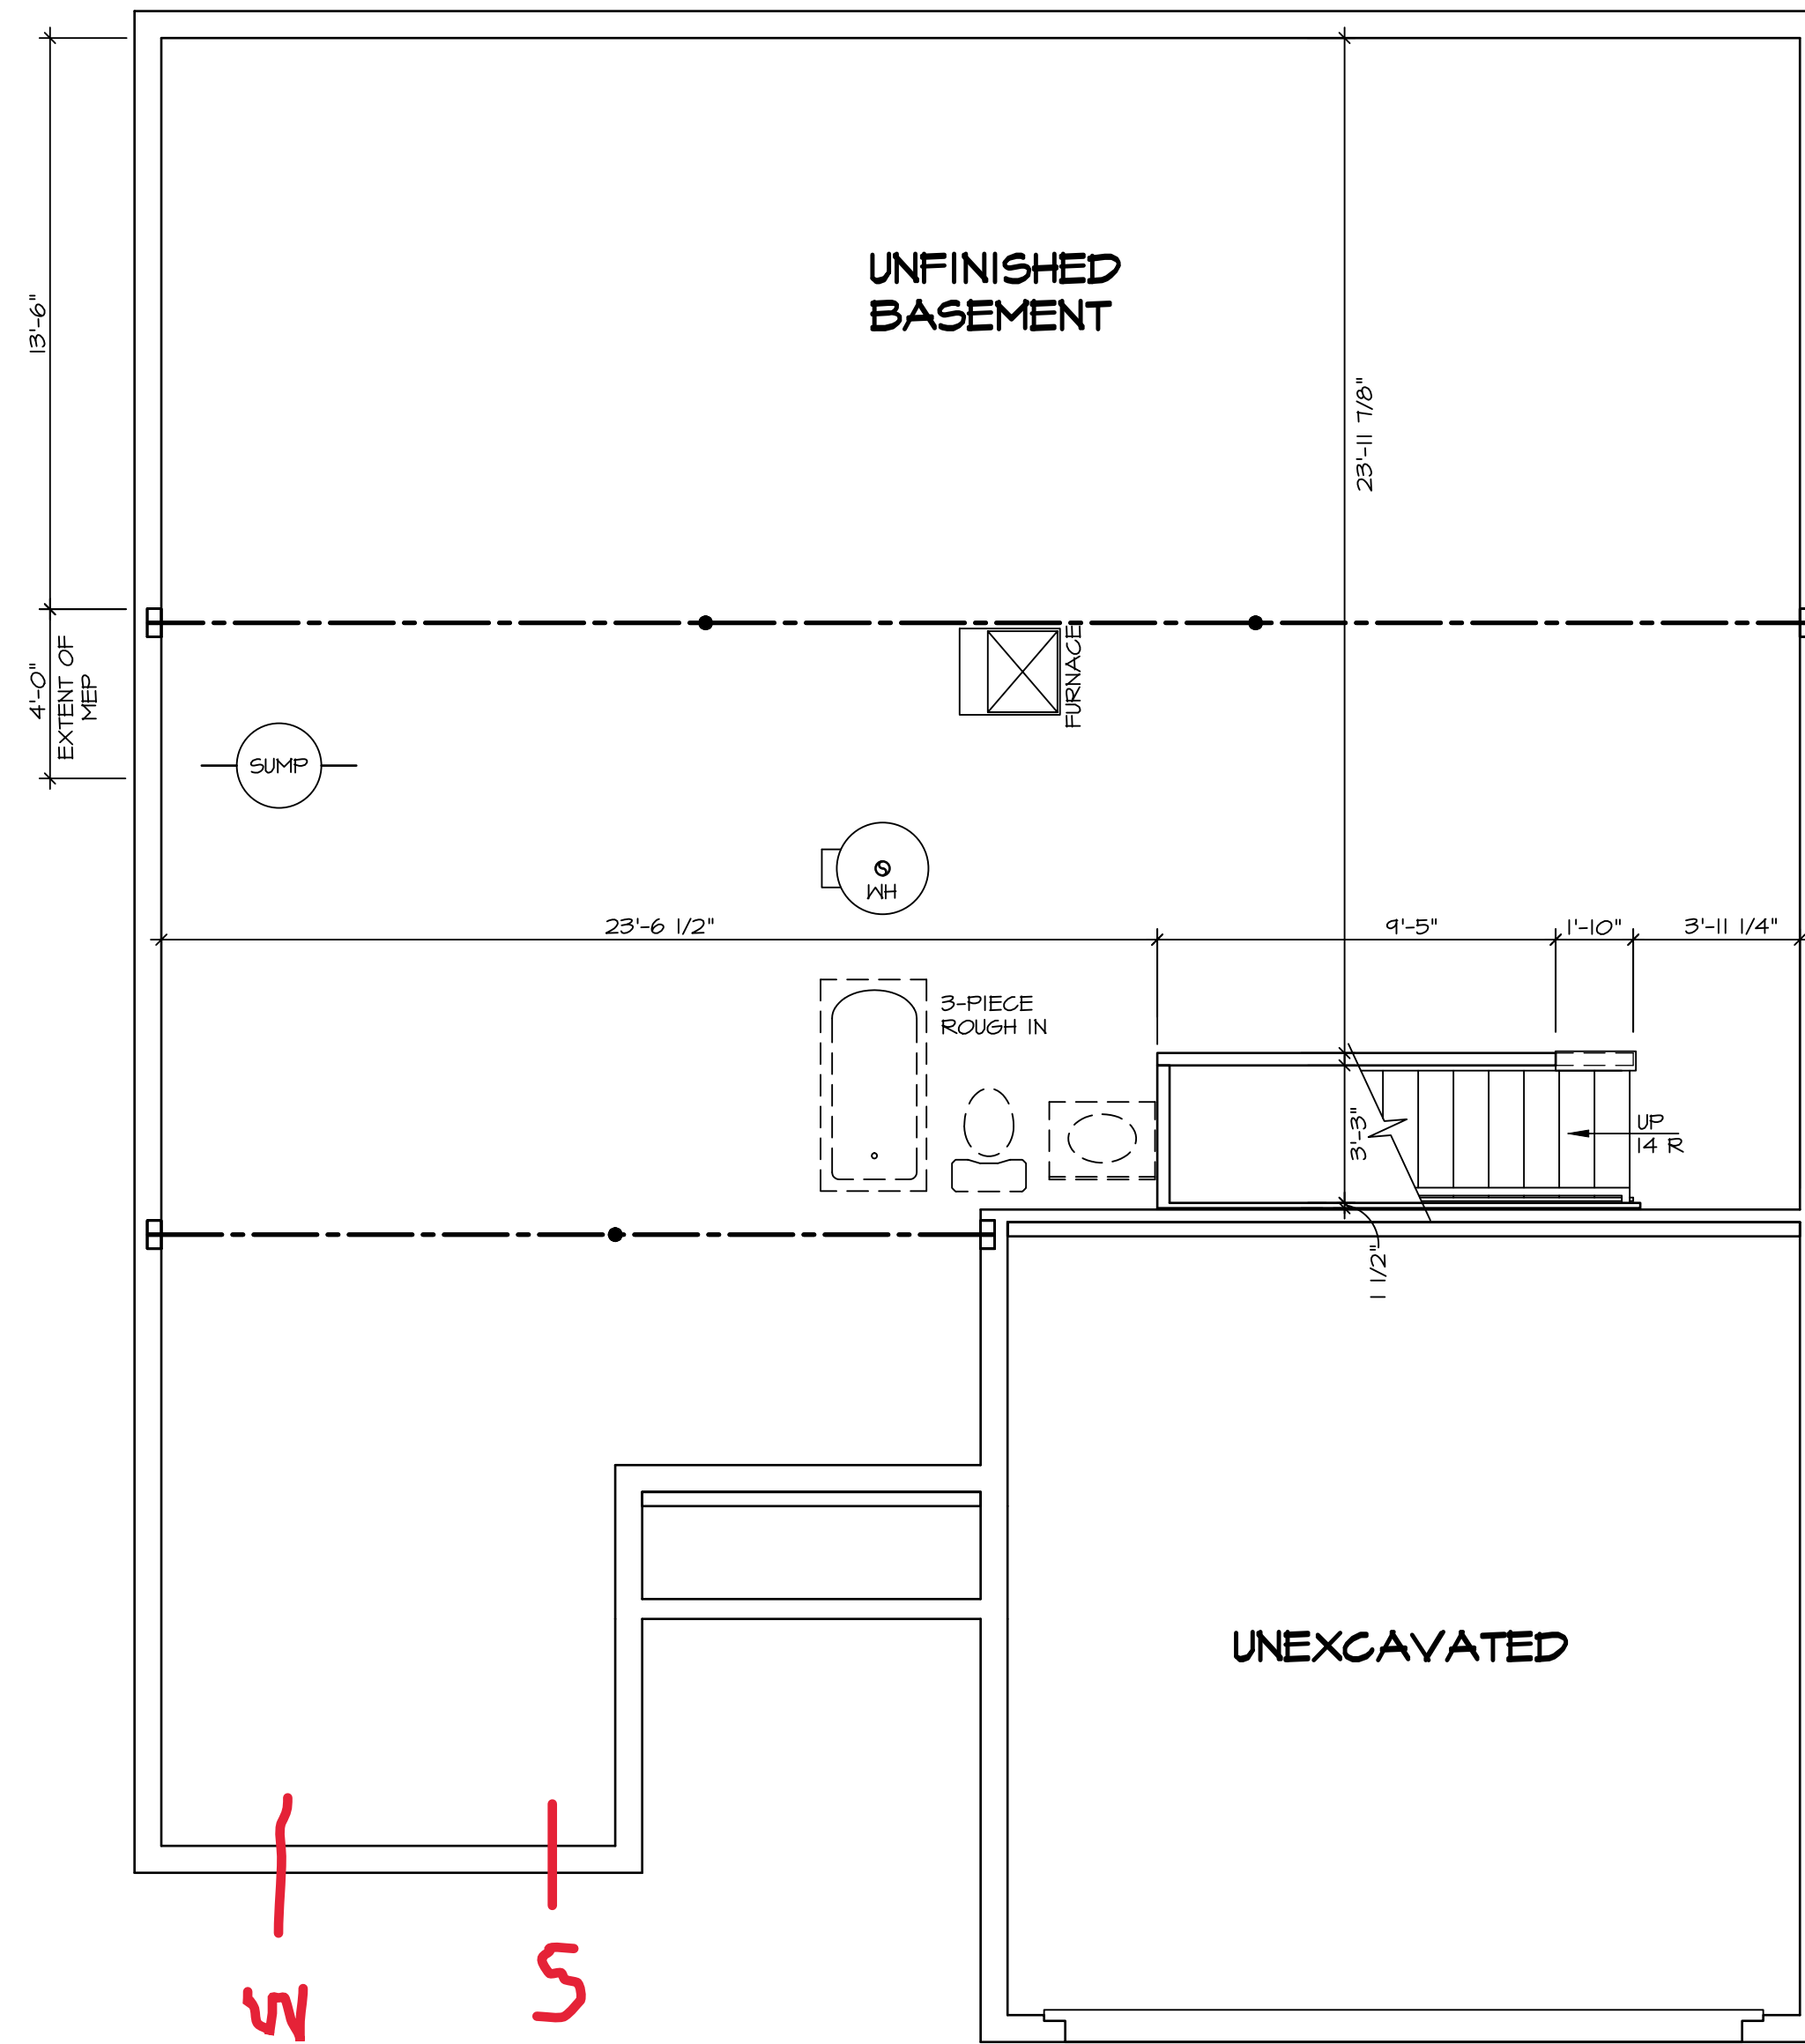 UNFINISHED
BASEMENT
13'-6"
23'-11 7/8"
4'-0"
EXTENT OF
MEP
FURNACE
SUMP
S
WH
23'-6 1/2"
9'-5"
1'-10"
3'-11 1/4"
3-PIECE
ROUGH IN
3'-3"
UP
14 R
1 1/2"
UNEXCAVATED
W
S